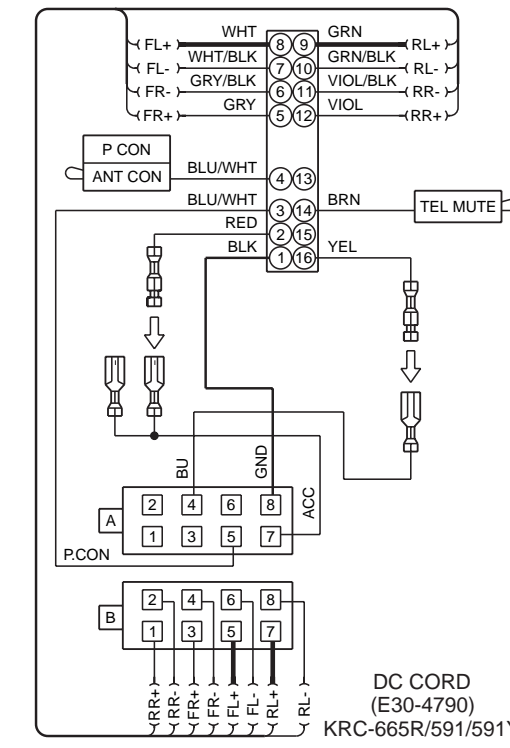 WHT 8 9 GRN
FL+ RL+
WHT/BLK 7 10 GRN/BLK
FL- RL-
GRY/BLK 6 11 VIOL/BLK
FR- RR-
GRY 5 12 VIOL
FR+ RR+
P CON
ANT CON
BLU/WHT 4 13
BLU/WHT 3 14 BRN
TEL MUTE
RED 2 15
BLK 1 16 YEL
BU
GND
ACC
A
2 4 6 8
1 3 5 7
P.CON
B
2 4 6 8
1 3 5 7
RR+
RR-
FR+
FR-
FL+
FL-
RL+
RL-
DC CORD
(E30-4790)
KRC-665R/591/591Y